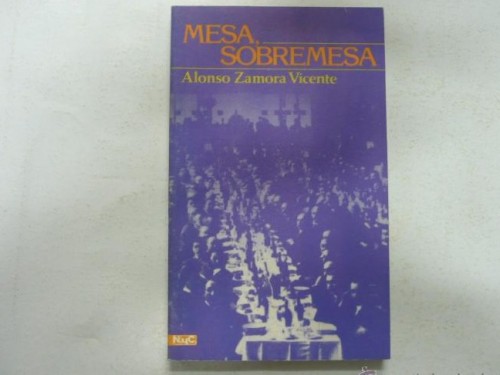 MESA,
SOBREMESA
Alonso Zamora Vicente
N.y C.